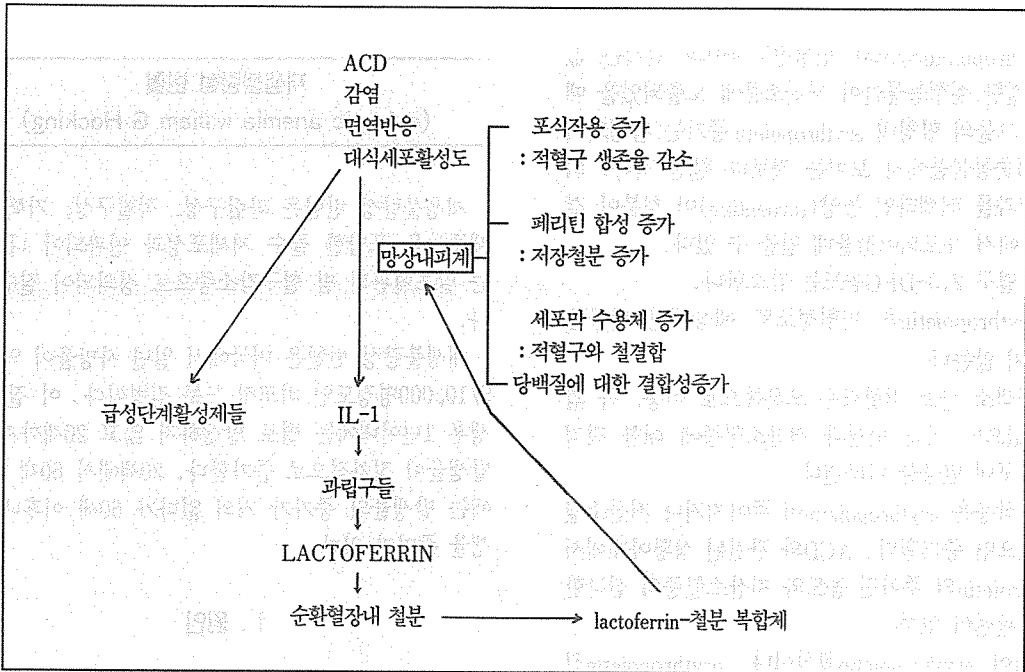 ACD
감염
면역반응
대식세포활성도
포식작용 증가
: 적혈구 생존율 감소
페리틴 합성 증가
: 저장철분 증가
망상내피계
세포막 수용체 증가
: 적혈구와 철결합
당백질에 대한 결합성증가
급성단계활성제들
IL-1
과립구들
LACTOFERRIN
순환혈장내 철분
lactoferrin-철분 복합제